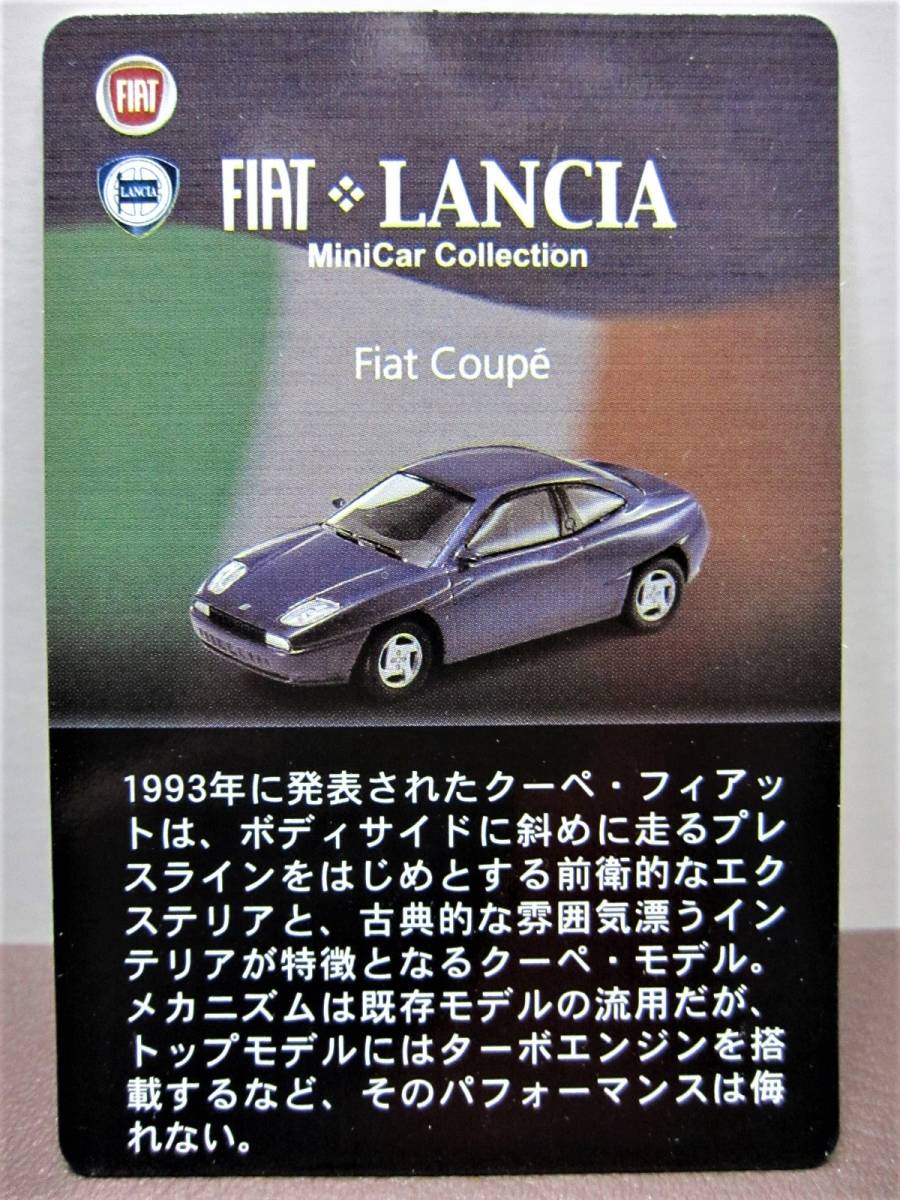 FIAT
LANCIA
FIAT ❖ LANCIA
MiniCar Collection
Fiat Coupé
1993年に発表されたクーペ・フィアッ
トは、ボディサイドに斜めに走るプレ
スラインをはじめとする前衛的なエク
ステリアと、古典的な雰囲気漂うイン
テリアが特徴となるクーペ・モデル。
メカニズムは既存モデルの流用だが、
トップモデルにはターボエンジンを搭
載するなど、そのパフォーマンスは侮
れない。